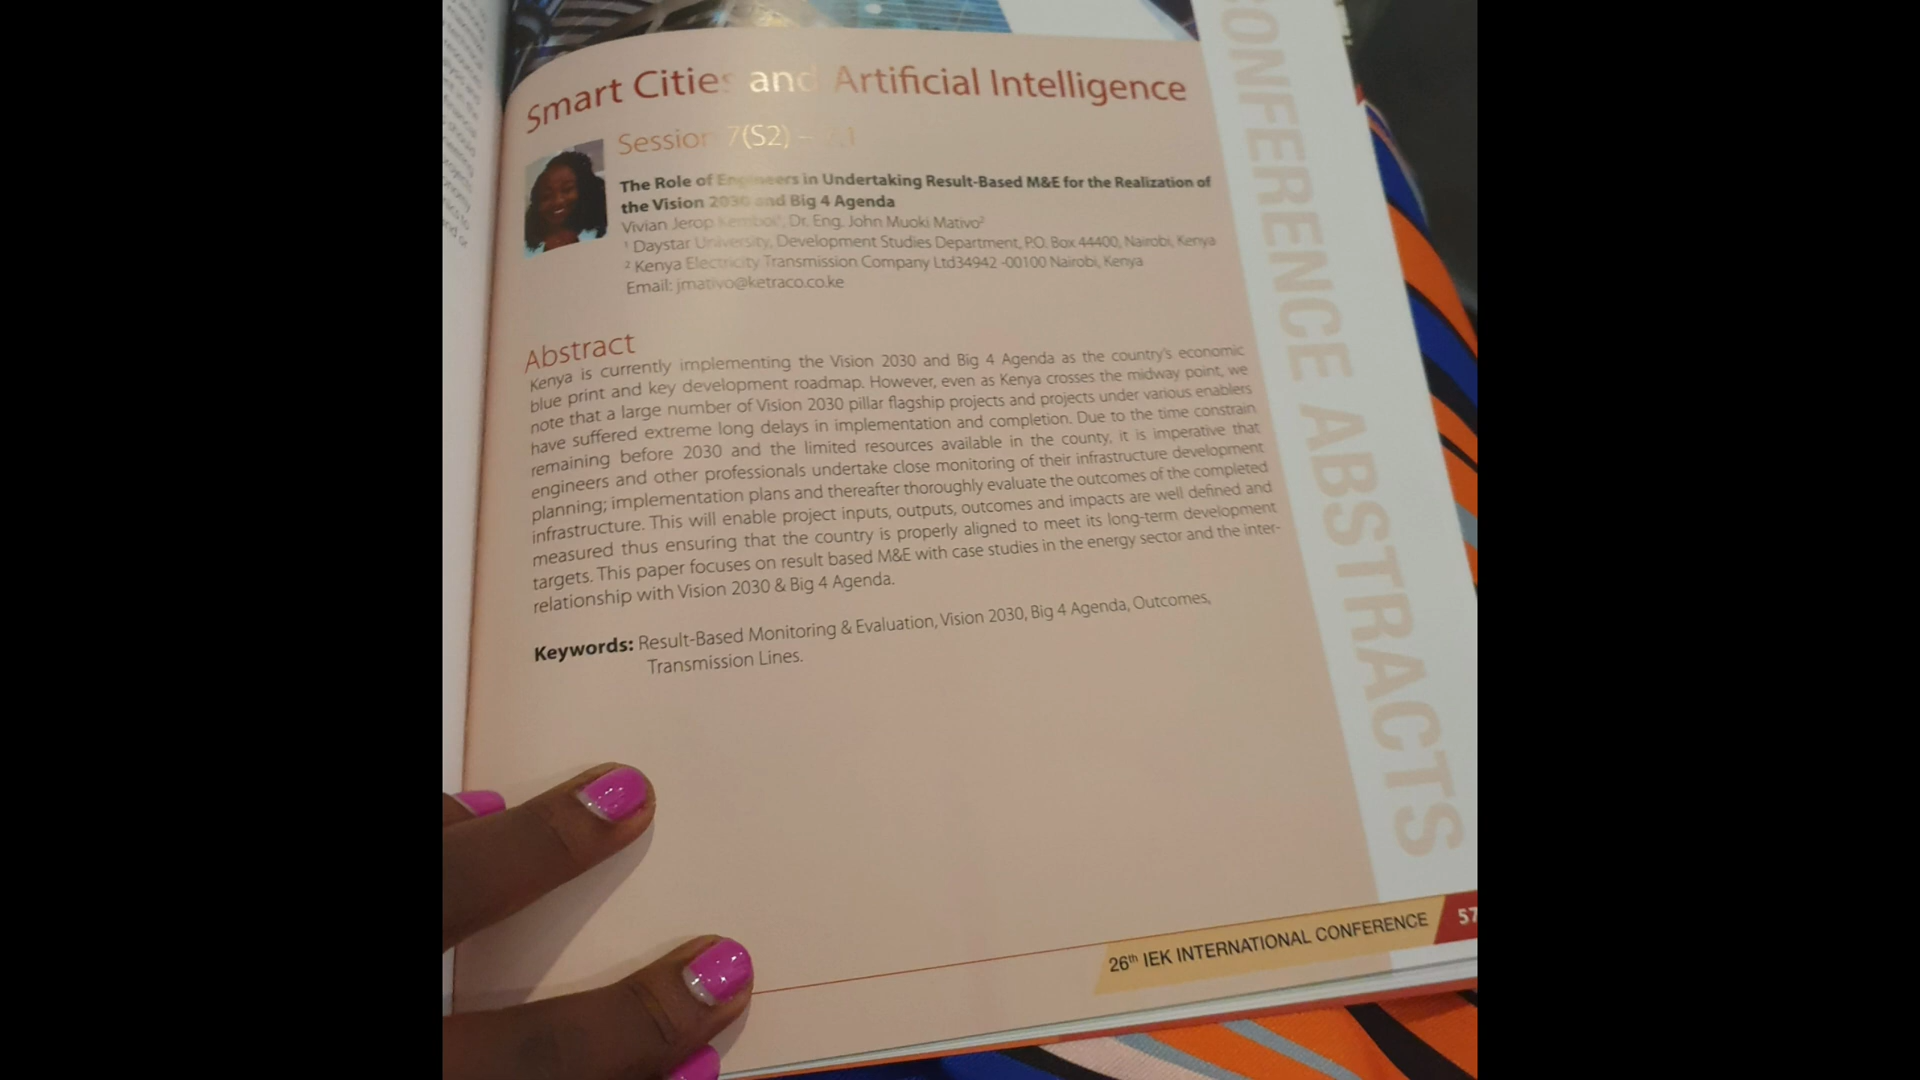 Smart Cities and Artificial Intelligence
Session 7(S2) – 7.1
The Role of Engineers in Undertaking Result-Based M&E for the Realization of
the Vision 2030 and Big 4 Agenda
Vivian Jerop Kemboi¹, Dr. Eng. John Muoki Mativo²
¹ Daystar University, Development Studies Department, P.O. Box 44400, Nairobi, Kenya
² Kenya Electricity Transmission Company Ltd34942 -00100 Nairobi, Kenya
Email: jmativo@ketraco.co.ke
Abstract
Kenya is currently implementing the Vision 2030 and Big 4 Agenda as the country's economic
blue print and key development roadmap. However, even as Kenya crosses the midway point, we
note that a large number of Vision 2030 pillar flagship projects and projects under various enablers
have suffered extreme long delays in implementation and completion. Due to the time constrain
remaining before 2030 and the limited resources available in the county, it is imperative that
engineers and other professionals undertake close monitoring of their infrastructure development
planning; implementation plans and thereafter thoroughly evaluate the outcomes of the completed
infrastructure. This will enable project inputs, outputs, outcomes and impacts are well defined and
measured thus ensuring that the country is properly aligned to meet its long-term development
targets. This paper focuses on result based M&E with case studies in the energy sector and the inter-
relationship with Vision 2030 & Big 4 Agenda.
Keywords: Result-Based Monitoring & Evaluation, Vision 2030, Big 4 Agenda, Outcomes,
Transmission Lines.
CONFERENCE ABSTRACTS
26th IEK INTERNATIONAL CONFERENCE
57